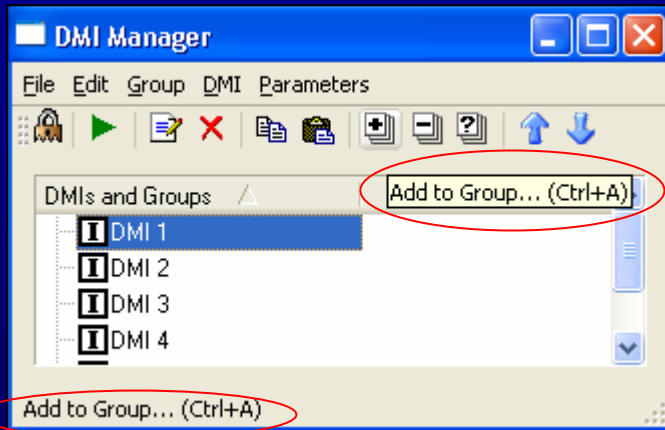 DMI Manager
File Edit Group DMI Parameters
DMIs and Groups
Add to Group... (Ctrl+A)
I DMI 1
I DMI 2
I DMI 3
I DMI 4
Add to Group... (Ctrl+A)